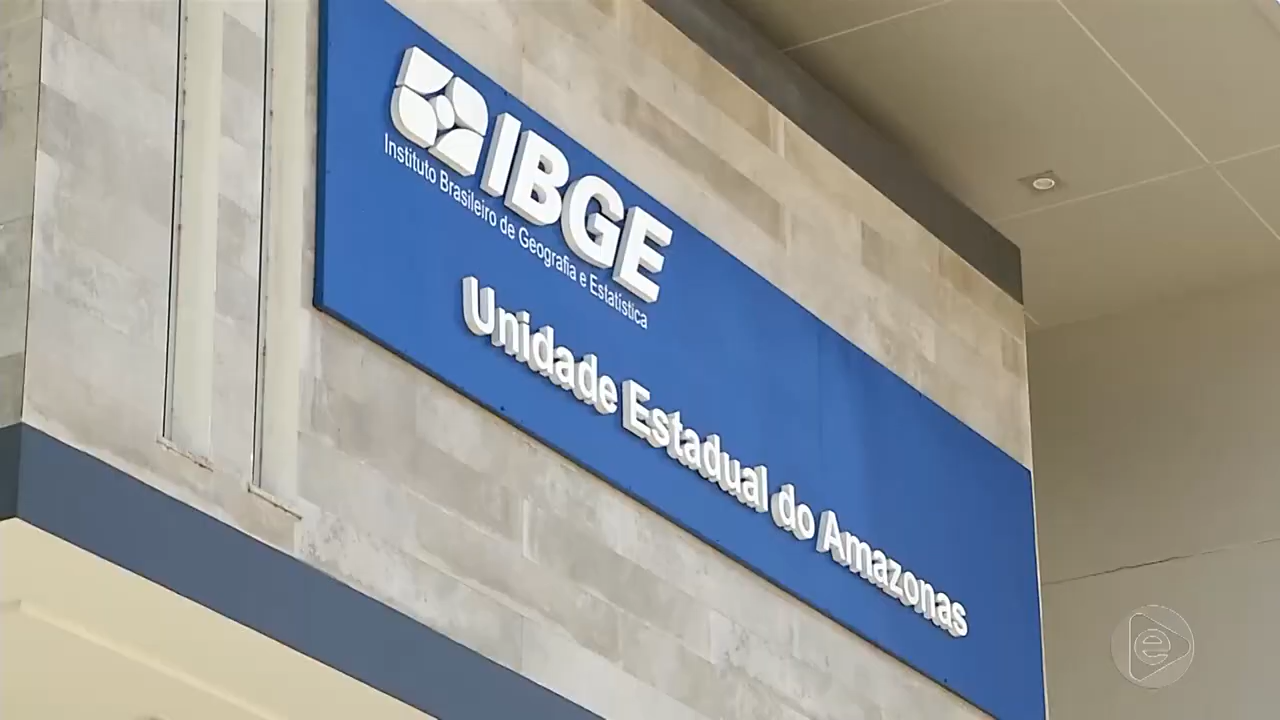 IBGE
Instituto Brasileiro de Geografia e Estatística
Unidade Estadual do Amazonas
e